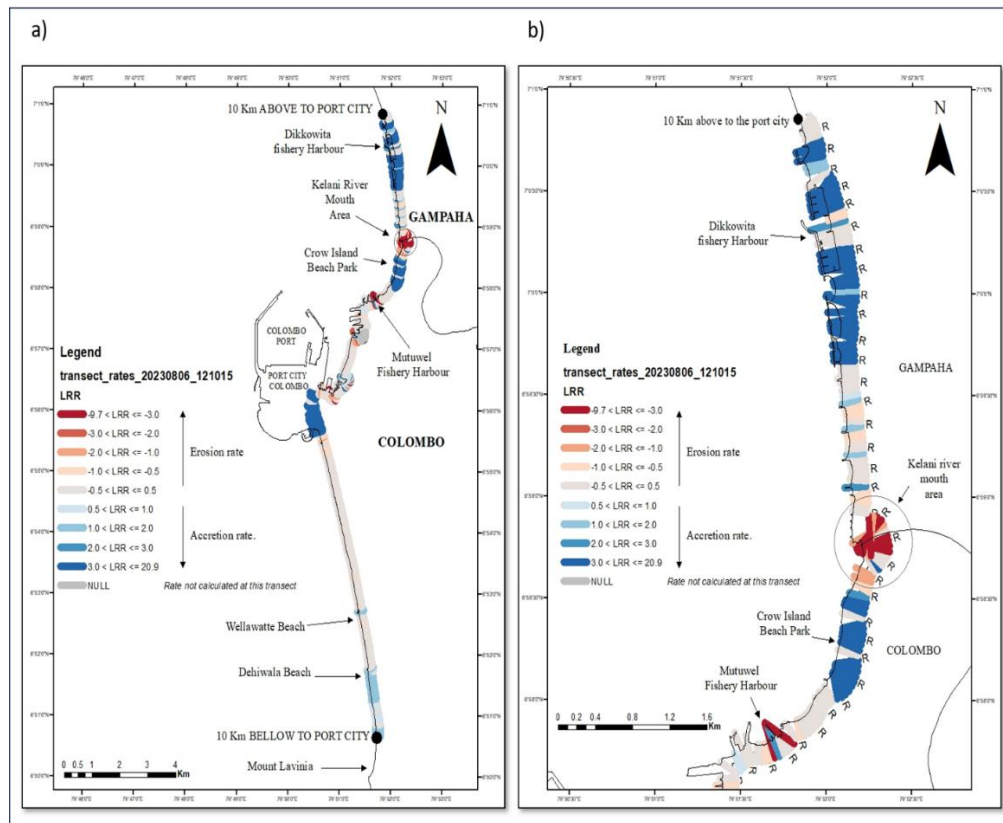 a)
10 Km ABOVE TO PORT CITY
N
Dikkowita
fishery Harbour
Kelani River
Mouth
Area
GAMPAHA
Crow Island
Beach Park
COLOMBO
PORT
Mutuwel
Fishery Harbour
PORT CITY
COLOMBO
COLOMBO
Legend
transect_rates_20230806_121015
LRR
-9.7 < LRR <= -3.0
-3.0 < LRR <= -2.0
-2.0 < LRR <= -1.0
-1.0 < LRR <= -0.5
-0.5 < LRR <= 0.5
0.5 < LRR <= 1.0
1.0 < LRR <= 2.0
2.0 < LRR <= 3.0
3.0 < LRR <= 20.9
NULL
Erosion rate
Accretion rate.
Rate not calculated at this transect
Wellawatte Beach
Dehiwala Beach
10 KM BELLOW TO PORT CITY
Mount Lavinia
0 0.5 1 2 3 4
Km
b)
N
10 Km above to the port city
Dikkowita
fishery Harbour
GAMPAHA
Kelani river
mouth
area
Crow Island
Beach Park
COLOMBO
Mutuwel
Fishery Harbour
Legend
transect_rates_20230806_121015
LRR
-9.7 < LRR <= -3.0
-3.0 < LRR <= -2.0
-2.0 < LRR <= -1.0
-1.0 < LRR <= -0.5
-0.5 < LRR <= 0.5
0.5 < LRR <= 1.0
1.0 < LRR <= 2.0
2.0 < LRR <= 3.0
3.0 < LRR <= 20.9
NULL
Erosion rate
Accretion rate.
Rate not calculated at this transect
0 0.2 0.4 0.8 1.2 1.6
Km